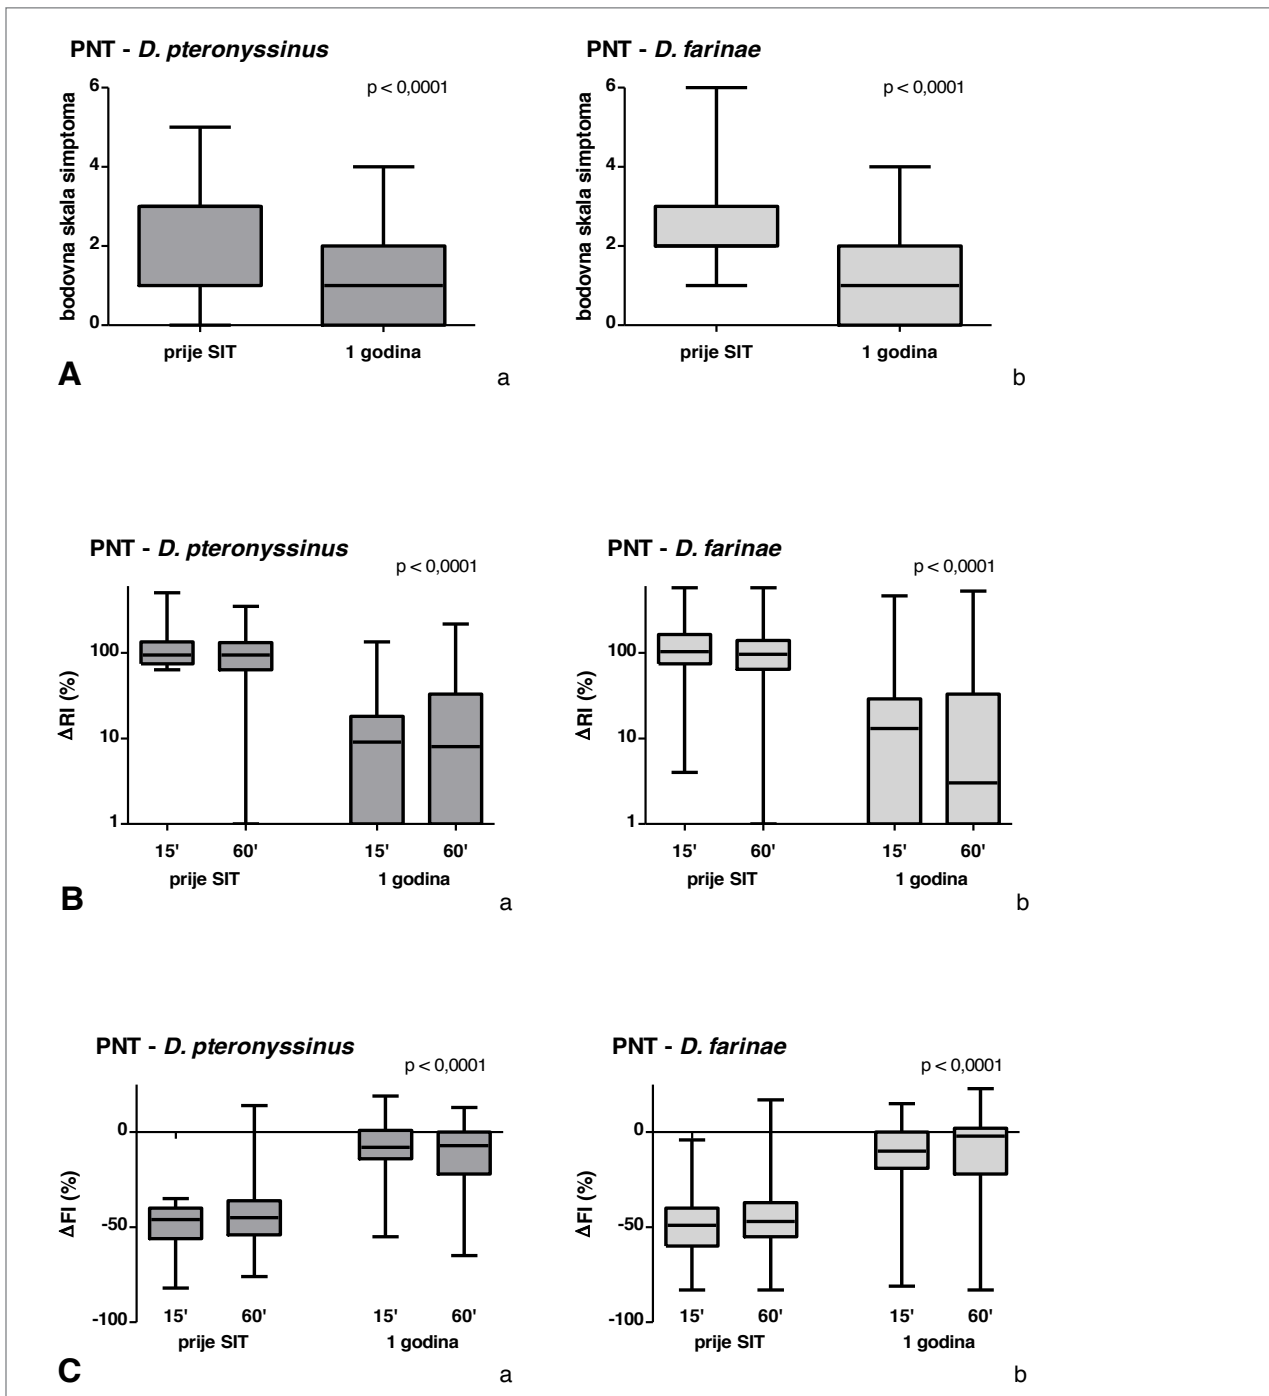 PNT - D. pteronyssinus
p < 0,0001
bodovna skala simptoma
6
4
2
0
prije SIT 1 godina
A
a
PNT - D. farinae
p < 0,0001
bodovna skala simptoma
6
4
2
0
prije SIT 1 godina
b
PNT - D. pteronyssinus
p < 0,0001
ΔRI (%)
100
10
1
15' 60' 15' 60'
prije SIT 1 godina
B
a
PNT - D. farinae
p < 0,0001
ΔRI (%)
100
10
1
15' 60' 15' 60'
prije SIT 1 godina
b
PNT - D. pteronyssinus
p < 0,0001
ΔFI (%)
0
-50
-100
15' 60' 15' 60'
prije SIT 1 godina
C
a
PNT - D. farinae
p < 0,0001
ΔFI (%)
0
-50
-100
15' 60' 15' 60'
prije SIT 1 godina
b